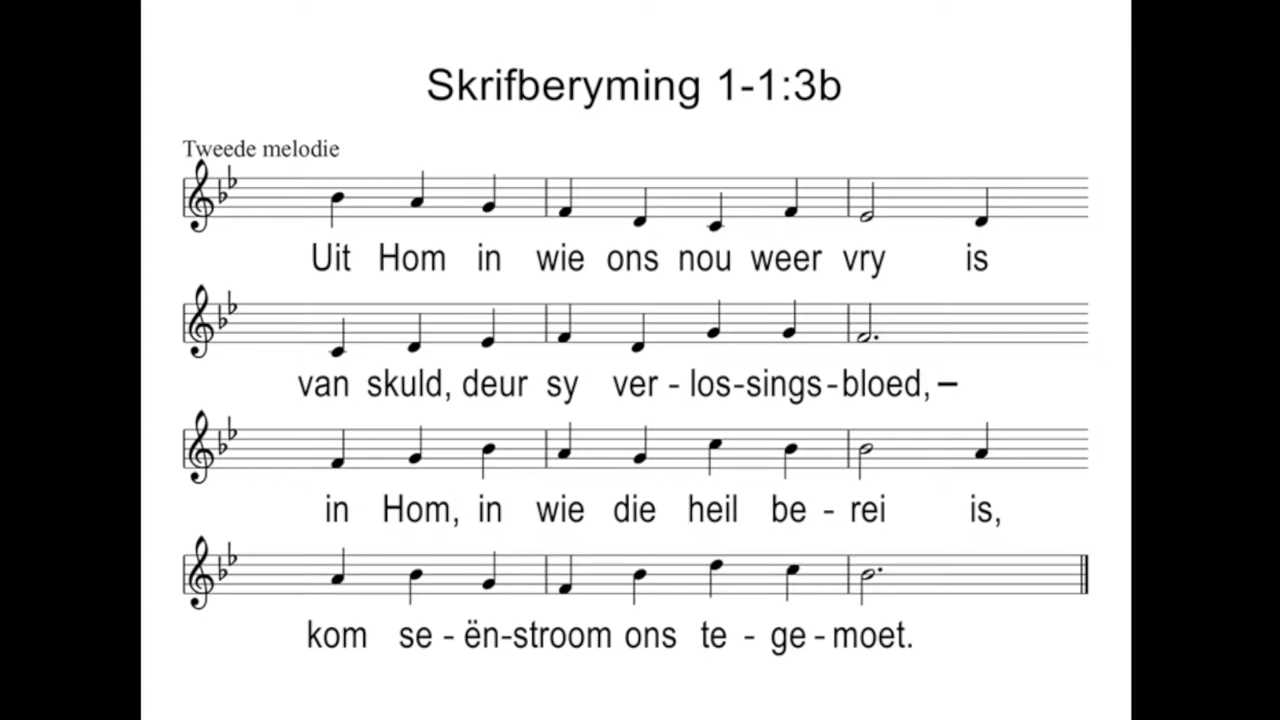 Skrifberyming 1-1:3b
Tweede melodie
Uit Hom in wie ons nou weer vry is
van skuld, deur sy ver - los-sings-bloed, –
in Hom, in wie die heil be - rei is,
kom se - ën-stroom ons te - ge - moet.